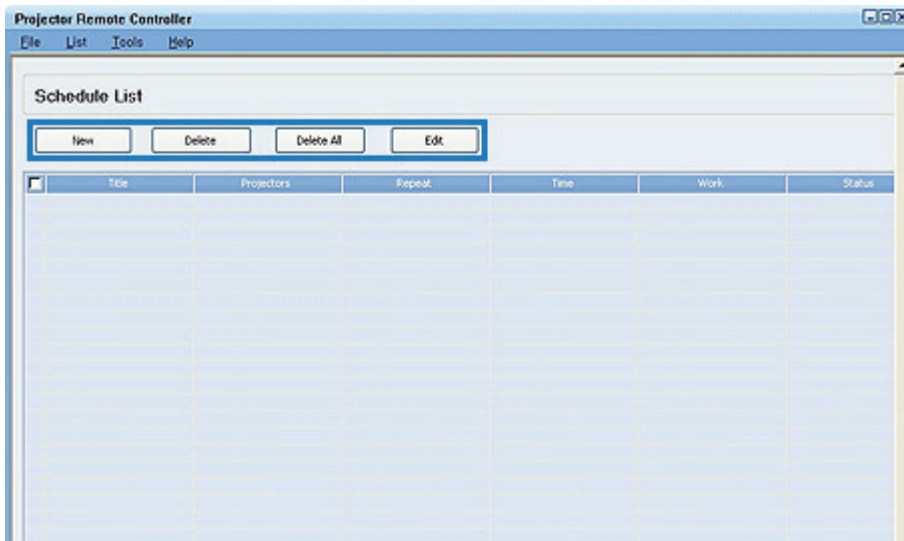 Projector Remote Controller
File List Tools Help
Schedule List
New Delete Delete All Edit
Title Projectors Repeat Time Work Status